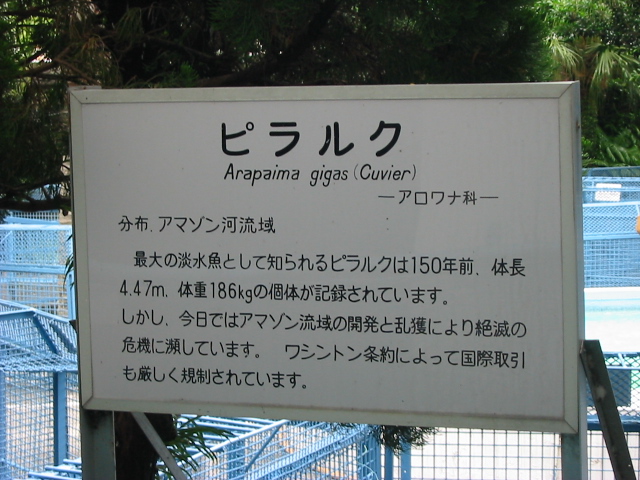 ピラルク
Arapaima gigas (Cuvier)
―アロワナ科―
分布.アマゾン河流域
最大の淡水魚として知られるピラルクは150年前、体長
4.47m、体重186kgの個体が記録されています。
しかし、今日ではアマゾン流域の開発と乱獲により絶滅の
危機に瀕しています。 ワシントン条約によって国際取引
も厳しく規制されています。